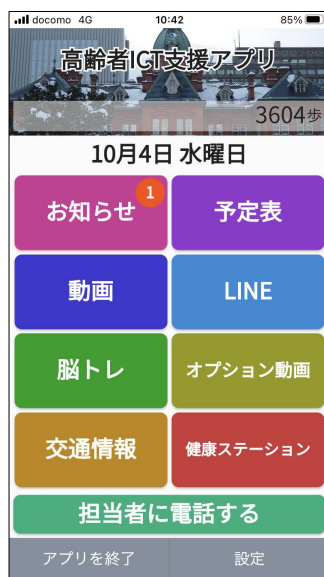 docomo 4G 10:42 85%
高齢者ICT支援アプリ
3604歩
10月4日 水曜日
お知らせ 1 予定表
動画 LINE
脳トレ オプション動画
交通情報 健康ステーション
担当者に電話する
アプリを終了 設定